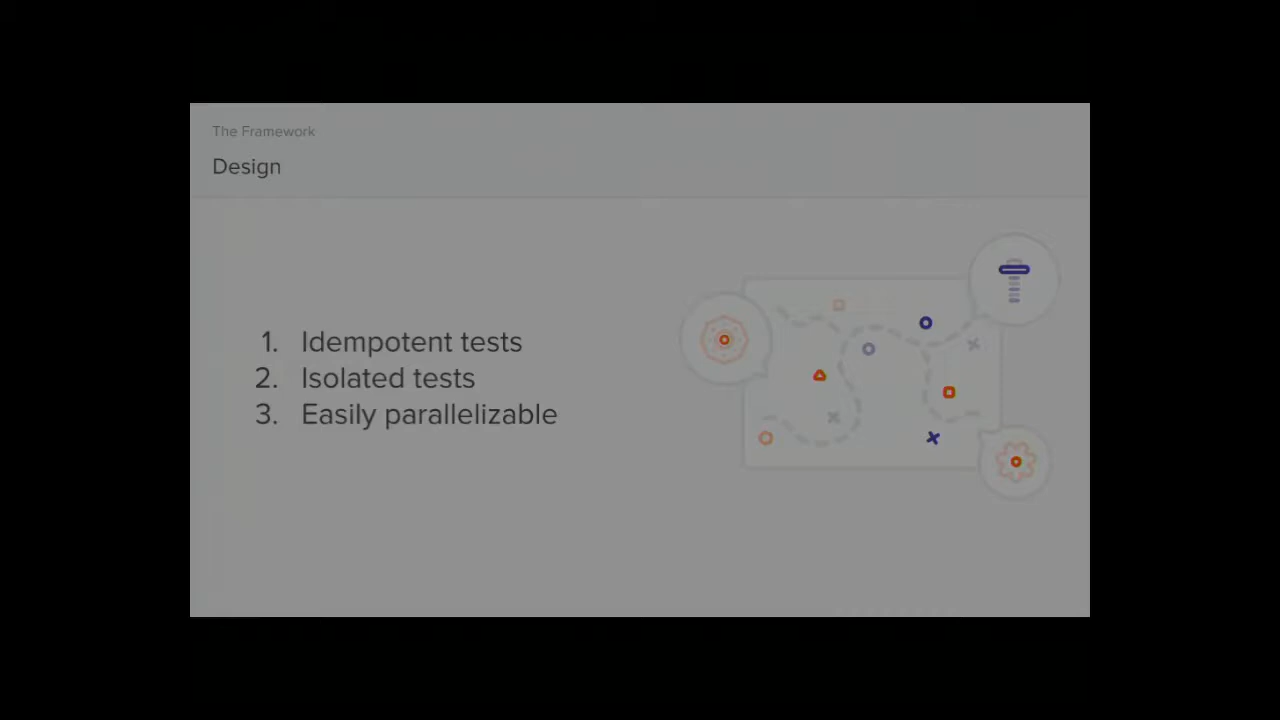 The Framework
Design
1. Idempotent tests
2. Isolated tests
3. Easily parallelizable